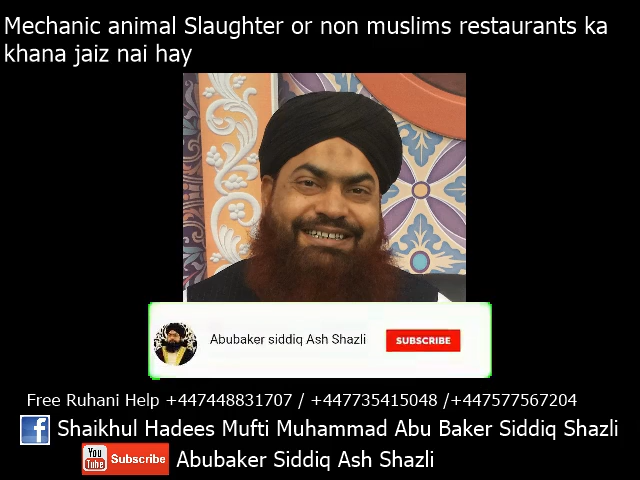 Mechanic animal Slaughter or non muslims restaurants ka
khana jaiz nai hay
Abubaker siddiq Ash Shazli
SUBSCRIBE
Free Ruhani Help +447448831707 / +447735415048 /+447577567204
f Shaikhul Hadees Mufti Muhammad Abu Baker Siddiq Shazli
You Tube Subscribe Abubaker Siddiq Ash Shazli